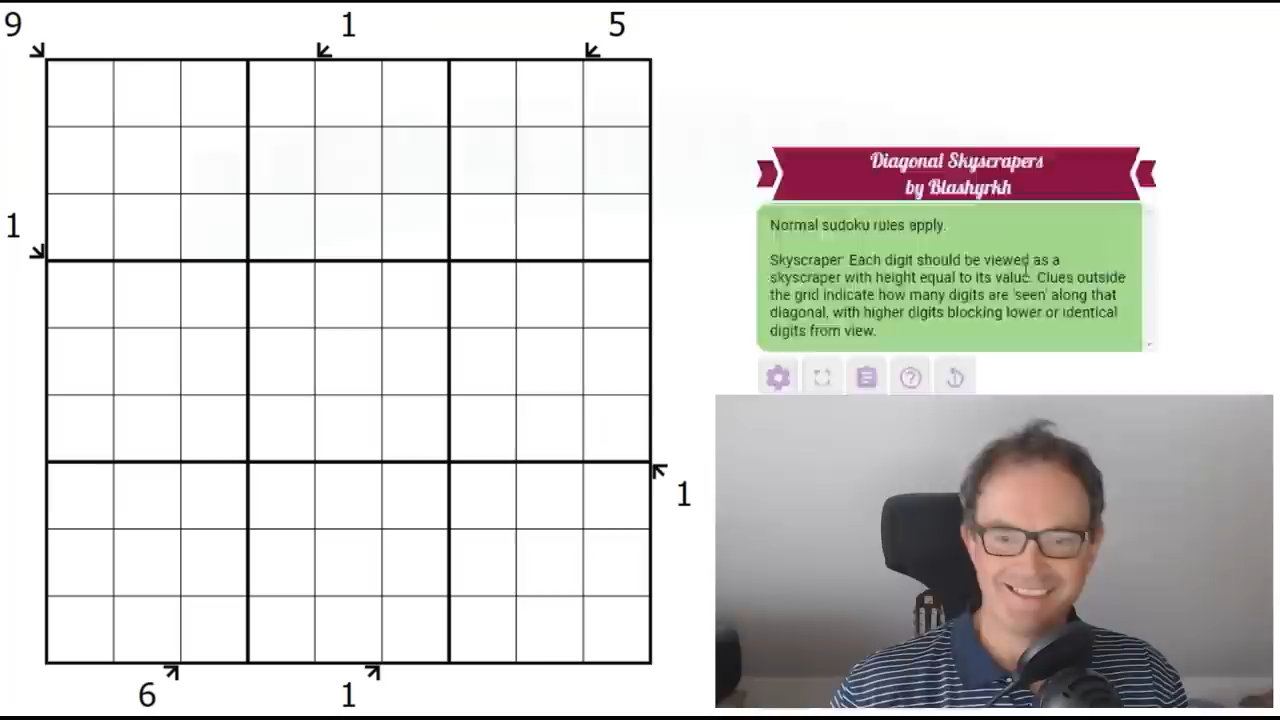 9
1
5
Diagonal Skyscrapers
by Blashyrkh
Normal sudoku rules apply.
1
Skyscraper: Each digit should be viewed as a
skyscraper with height equal to its value. Clues outside
the grid indicate how many digits are 'seen' along that
diagonal, with higher digits blocking lower or identical
digits from view.
1
6
1